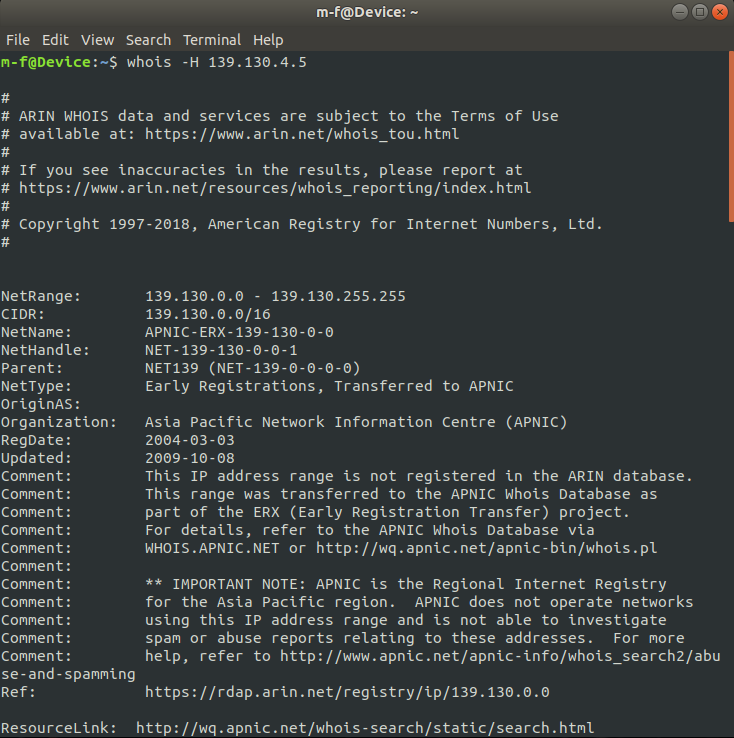 m-f@Device: ~
File Edit View Search Terminal Help
m-f@Device:~$ whois -H 139.130.4.5

#
# ARIN WHOIS data and services are subject to the Terms of Use
# available at: https://www.arin.net/whois_tou.html
#
# If you see inaccuracies in the results, please report at
# https://www.arin.net/resources/whois_reporting/index.html
#
# Copyright 1997-2018, American Registry for Internet Numbers, Ltd.
#


NetRange:       139.130.0.0 - 139.130.255.255
CIDR:           139.130.0.0/16
NetName:        APNIC-ERX-139-130-0-0
NetHandle:      NET-139-130-0-0-1
Parent:         NET139 (NET-139-0-0-0-0)
NetType:        Early Registrations, Transferred to APNIC
OriginAS:
Organization:   Asia Pacific Network Information Centre (APNIC)
RegDate:        2004-03-03
Updated:        2009-10-08
Comment:        This IP address range is not registered in the ARIN database.
Comment:        This range was transferred to the APNIC Whois Database as
Comment:        part of the ERX (Early Registration Transfer) project.
Comment:        For details, refer to the APNIC Whois Database via
Comment:        WHOIS.APNIC.NET or http://wq.apnic.net/apnic-bin/whois.pl
Comment:
Comment:        ** IMPORTANT NOTE: APNIC is the Regional Internet Registry
Comment:        for the Asia Pacific region.  APNIC does not operate networks
Comment:        using this IP address range and is not able to investigate
Comment:        spam or abuse reports relating to these addresses.  For more
Comment:        help, refer to http://www.apnic.net/apnic-info/whois_search2/abu
se-and-spamming
Ref:            https://rdap.arin.net/registry/ip/139.130.0.0

ResourceLink:  http://wq.apnic.net/whois-search/static/search.html